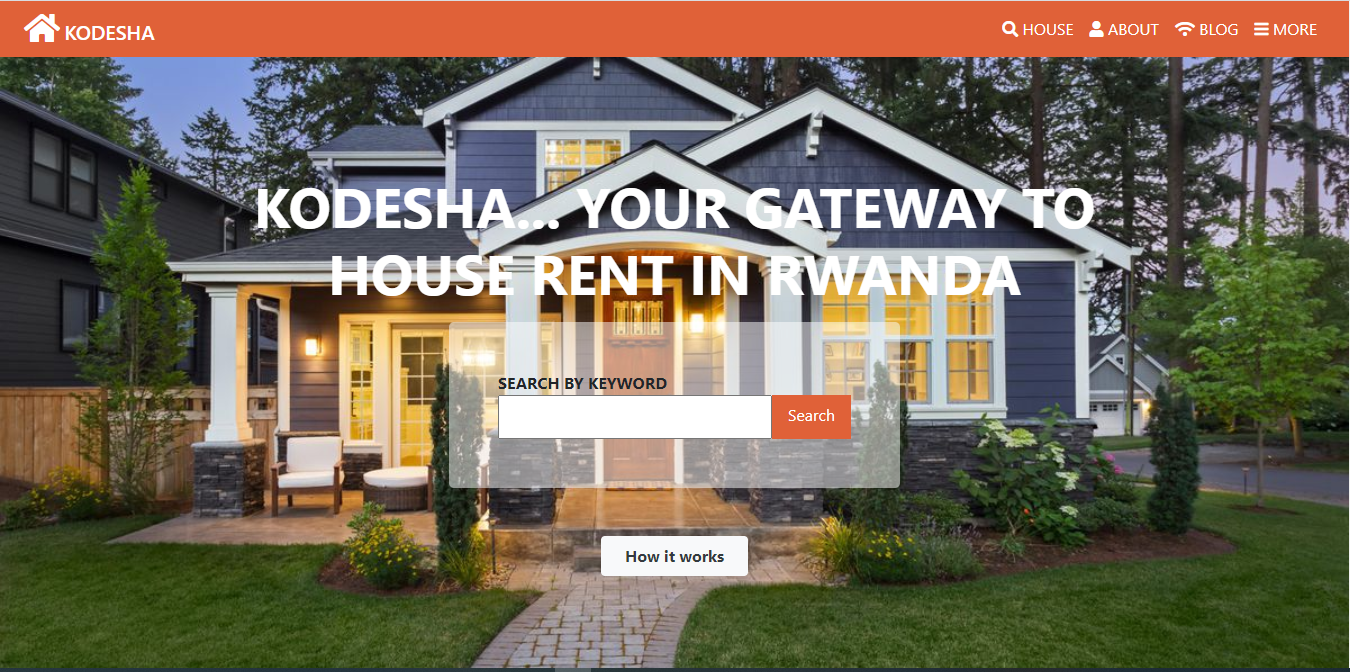 KODESHA
HOUSE
ABOUT
BLOG
MORE
KODESHA... YOUR GATEWAY TO
HOUSE RENT IN RWANDA
SEARCH BY KEYWORD
Search
How it works